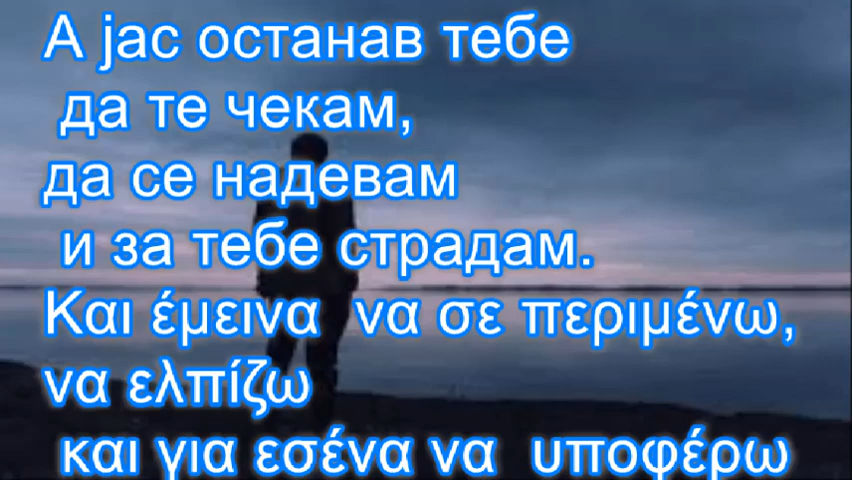 А јас останав тебе
да те чекам,
да се надевам
и за тебе страдам.
Και έμεινα να σε περιμένω,
να ελπίζω
και για εσένα να υποφέρω